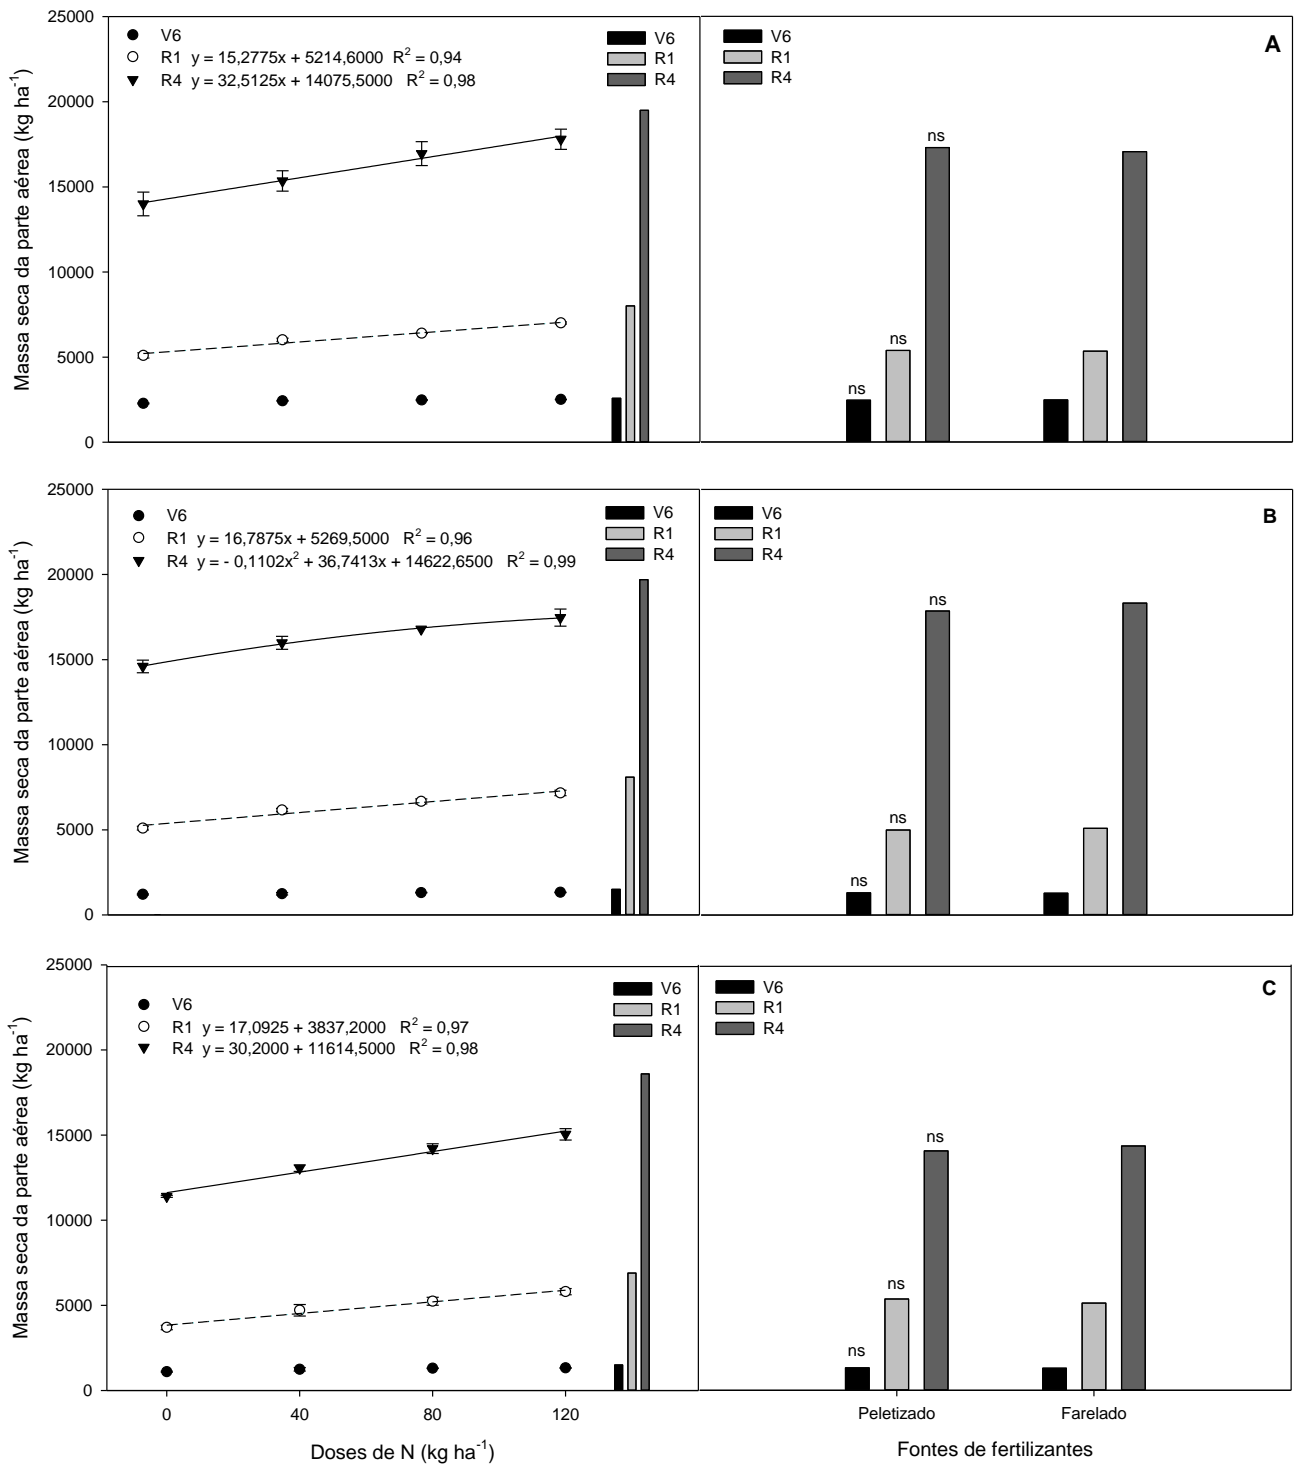 25000
20000
15000
10000
5000
0
Massa seca da parte aérea (kg ha⁻¹)
V6
R1 y = 15,2775x + 5214,6000 R² = 0,94
R4 y = 32,5125x + 14075,5000 R² = 0,98
V6
R1
R4
V6
R1
R4
A
ns
ns
ns
25000
20000
15000
10000
5000
0
Massa seca da parte aérea (kg ha⁻¹)
V6
R1 y = 16,7875x + 5269,5000 R² = 0,96
R4 y = - 0,1102x² + 36,7413x + 14622,6500 R² = 0,99
V6
R1
R4
V6
R1
R4
B
ns
ns
ns
25000
20000
15000
10000
5000
0
Massa seca da parte aérea (kg ha⁻¹)
V6
R1 y = 17,0925 + 3837,2000 R² = 0,97
R4 y = 30,2000 + 11614,5000 R² = 0,98
V6
R1
R4
V6
R1
R4
C
ns
ns
ns
0 40 80 120
Doses de N (kg ha⁻¹)
Peletizado Farelado
Fontes de fertilizantes